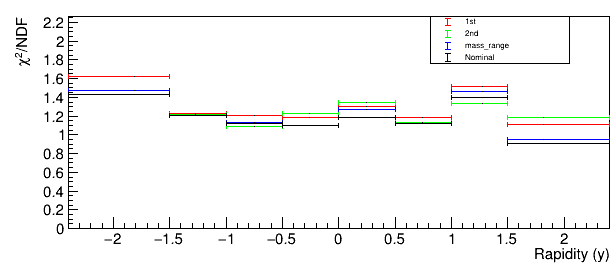 χ²/NDF
2.2
2
1.8
1.6
1.4
1.2
1
0.8
0.6
0.4
0.2
0
1st
2nd
mass_range
Nominal
−2 −1.5 −1 −0.5 0 0.5 1 1.5 2
Rapidity (y)